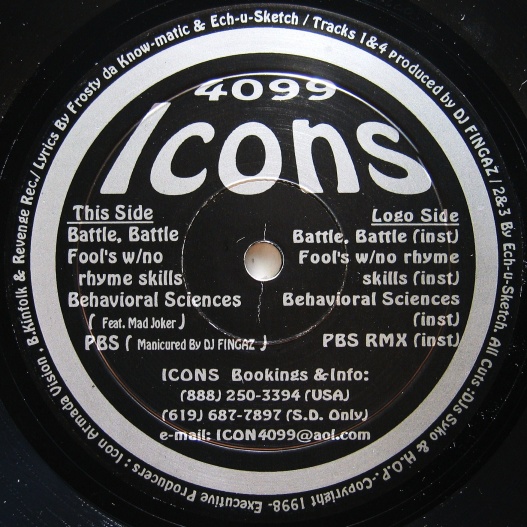 4099
Icons
This Side
Battle, Battle
Fool's w/no
rhyme skills
Behavioral Sciences
( Feat. Mad Joker )
PBS ( Manicured By DJ FINGAZ )
Logo Side
Battle, Battle (inst)
Fool's w/no rhyme
skills (inst)
Behavioral Sciences
(inst)
PBS RMX (inst)
ICONS Bookings & Info:
(888) 250-3394 (USA)
(619) 687-7897 (S.D. Only)
e-mail: ICON4099@aol.com
B.Kinfolk & Revenge Rec./ Lyrics By Frosty da Know-matic & Ech-u-Sketch / Tracks 1&4 produced by DJ FINGAZ / 2&3 By Ech-u-Sketch. All Cuts -DJs Syko & H.O.P. -Copyright 1998- Executive Producers : Icon Armada Vision .